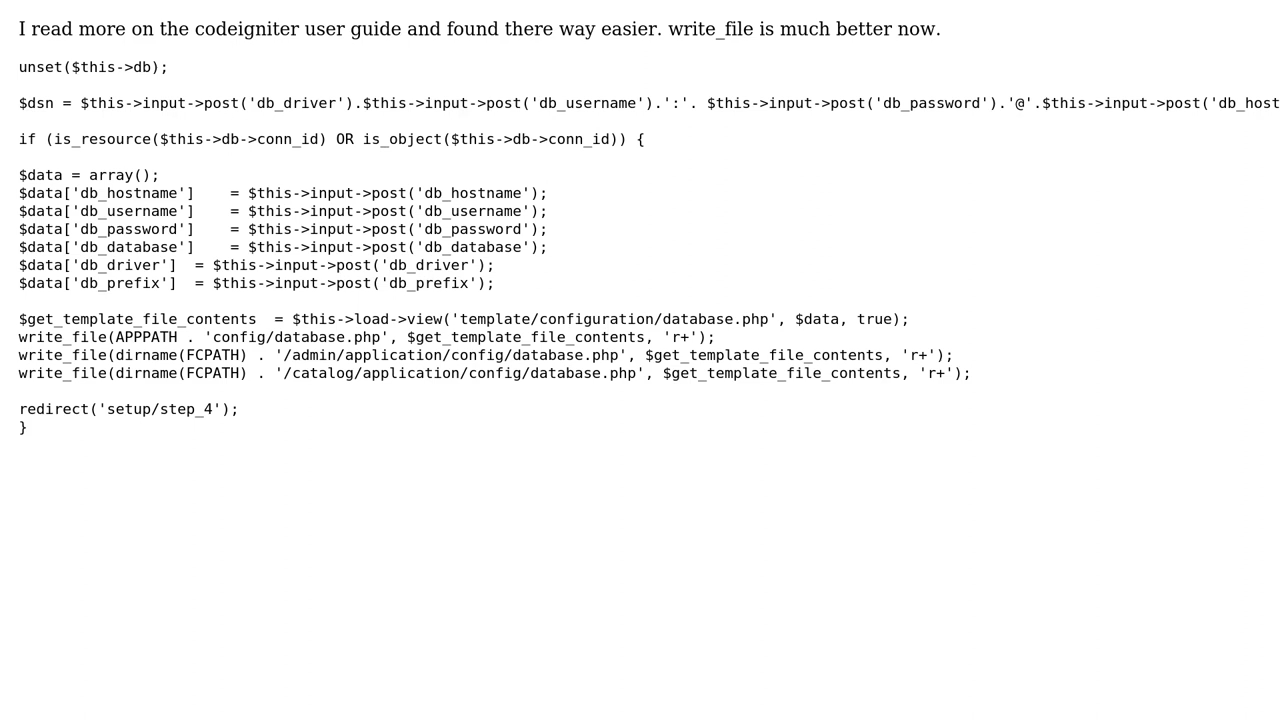 I read more on the codeigniter user guide and found there way easier. write_file is much better now.
unset($this->db);
$dsn = $this->input->post('db_driver').$this->input->post('db_username').':'. $this->input->post('db_password').'@'.$this->input->post('db_host
if (is_resource($this->db->conn_id) OR is_object($this->db->conn_id)) {
$data = array();
$data['db_hostname']    = $this->input->post('db_hostname');
$data['db_username']    = $this->input->post('db_username');
$data['db_password']    = $this->input->post('db_password');
$data['db_database']    = $this->input->post('db_database');
$data['db_driver']  = $this->input->post('db_driver');
$data['db_prefix']  = $this->input->post('db_prefix');
$get_template_file_contents  = $this->load->view('template/configuration/database.php', $data, true);
write_file(APPPATH . 'config/database.php', $get_template_file_contents, 'r+');
write_file(dirname(FCPATH) . '/admin/application/config/database.php', $get_template_file_contents, 'r+');
write_file(dirname(FCPATH) . '/catalog/application/config/database.php', $get_template_file_contents, 'r+');
redirect('setup/step_4');
}